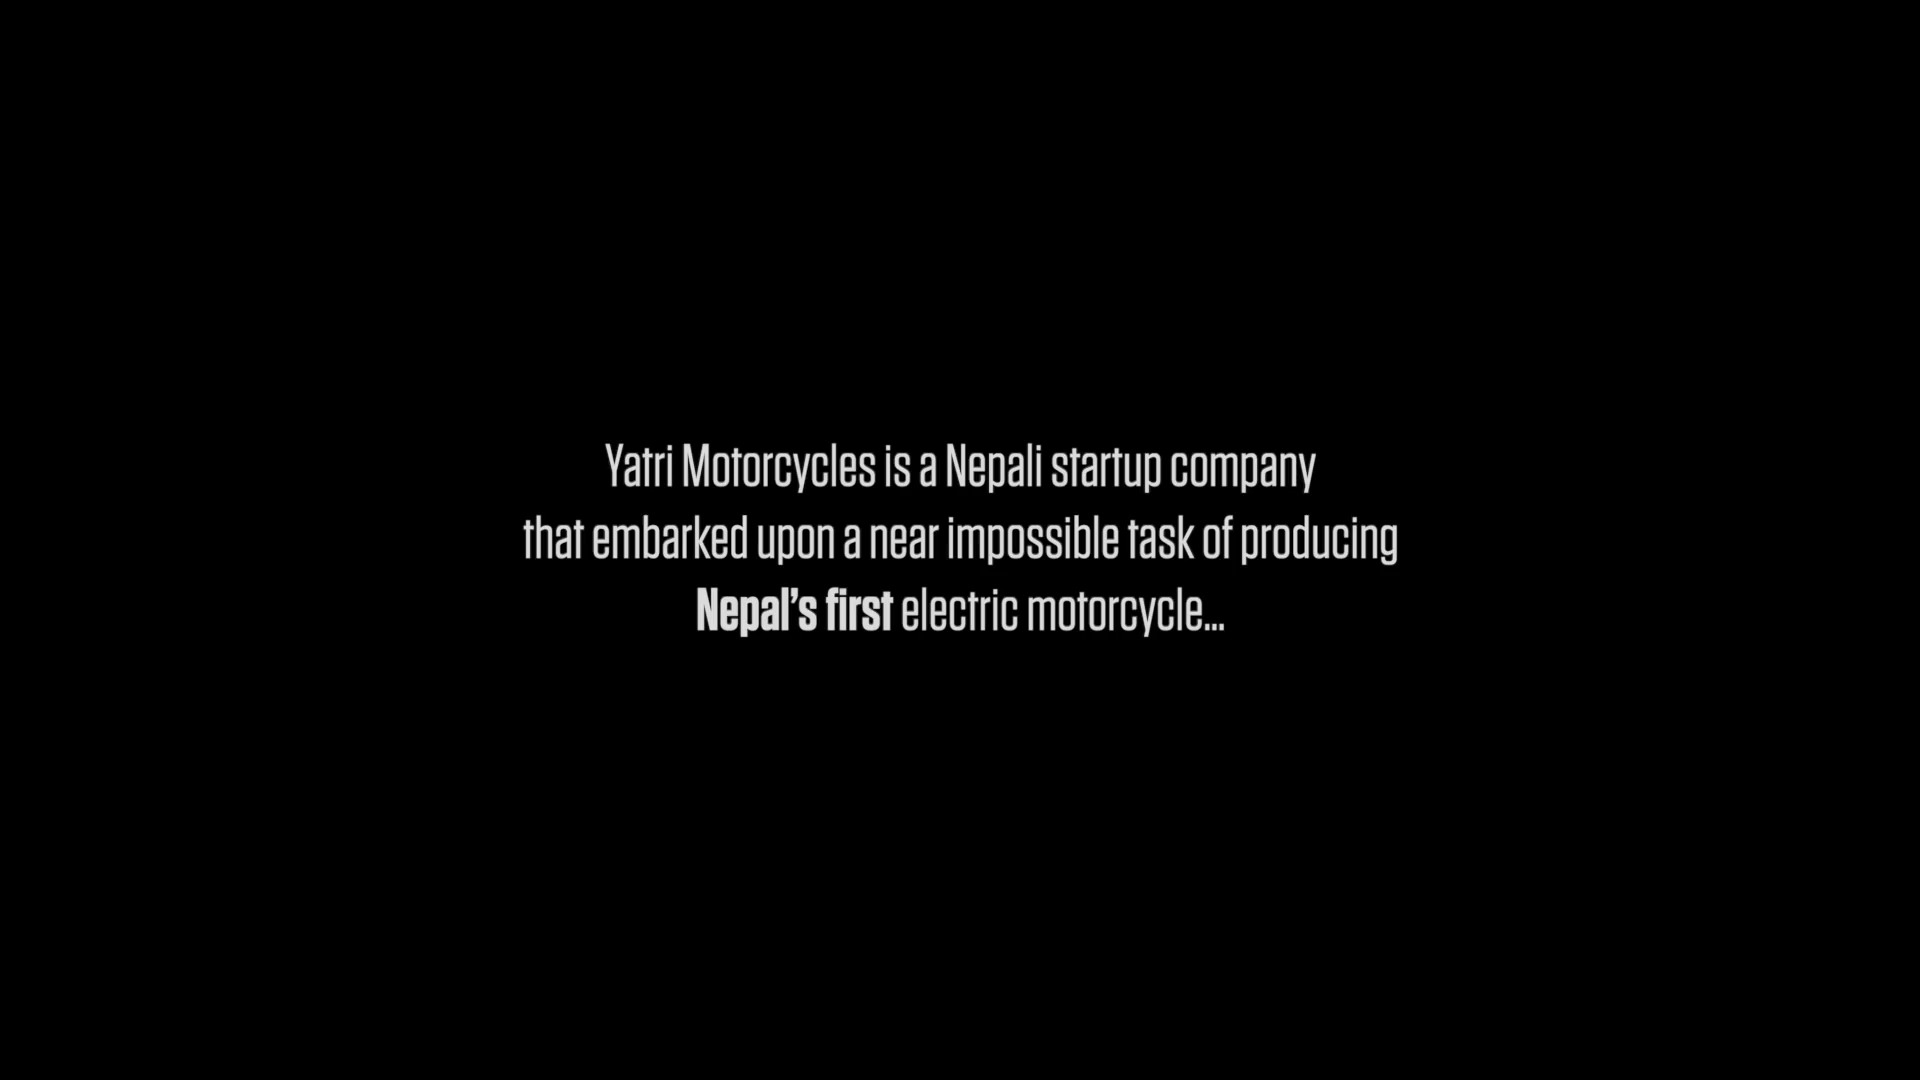 Yatri Motorcycles is a Nepali startup company
that embarked upon a near impossible task of producing
Nepal’s first electric motorcycle...